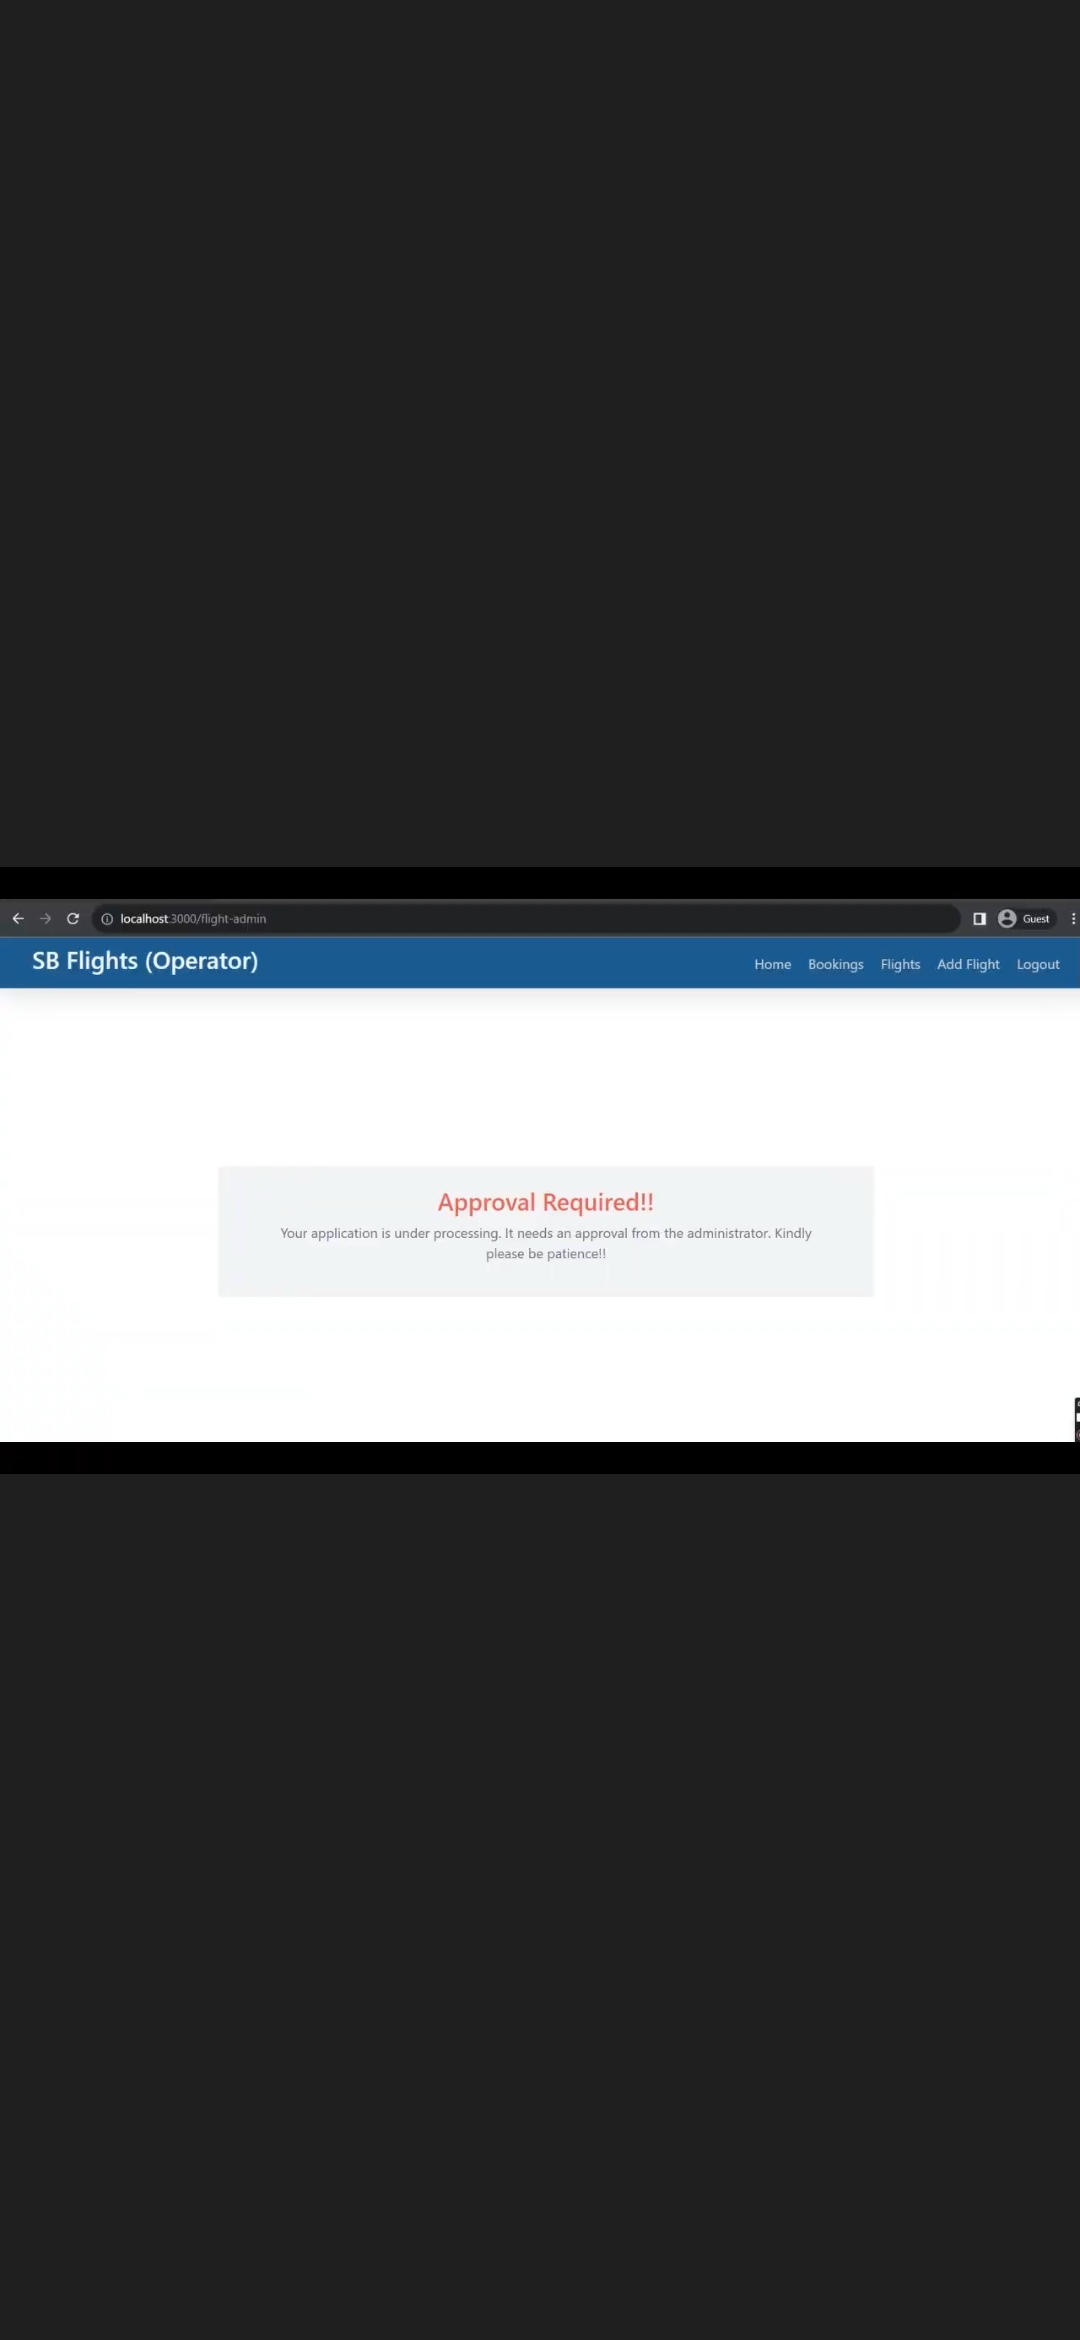 localhost:3000/flight-admin
Guest
SB Flights (Operator)
Home Bookings Flights Add Flight Logout
Approval Required!!
Your application is under processing. It needs an approval from the administrator. Kindly
please be patience!!